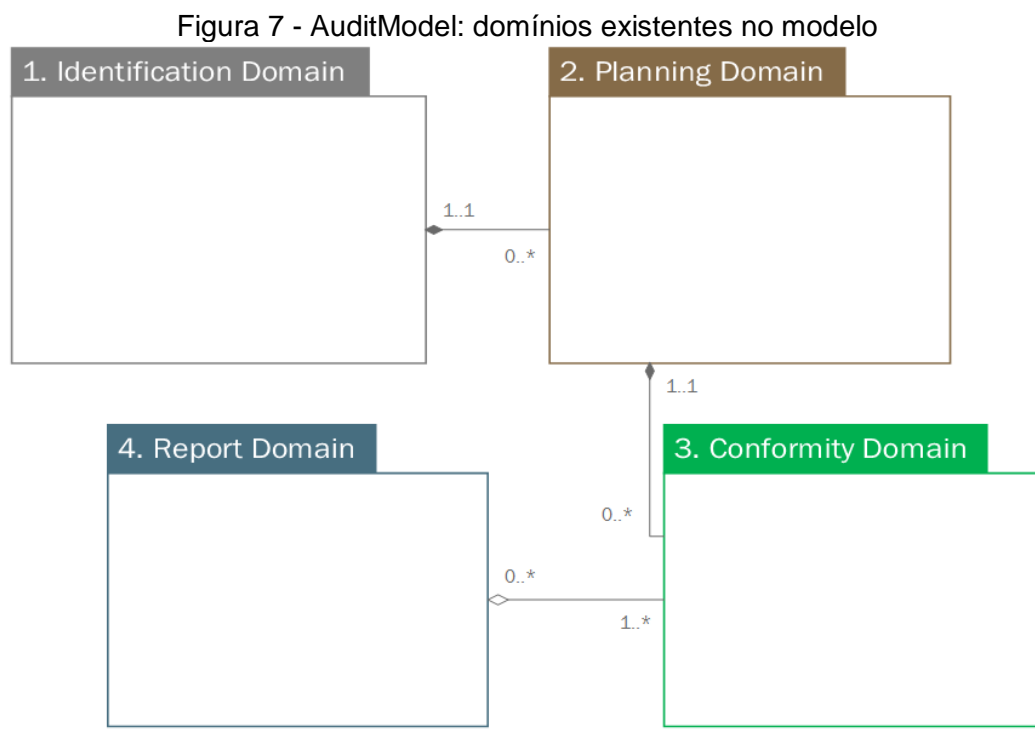 Figura 7 - AuditModel: domínios existentes no modelo
1. Identification Domain
2. Planning Domain
1..1
0..*
1..1
4. Report Domain
3. Conformity Domain
0..*
0..*
1..*